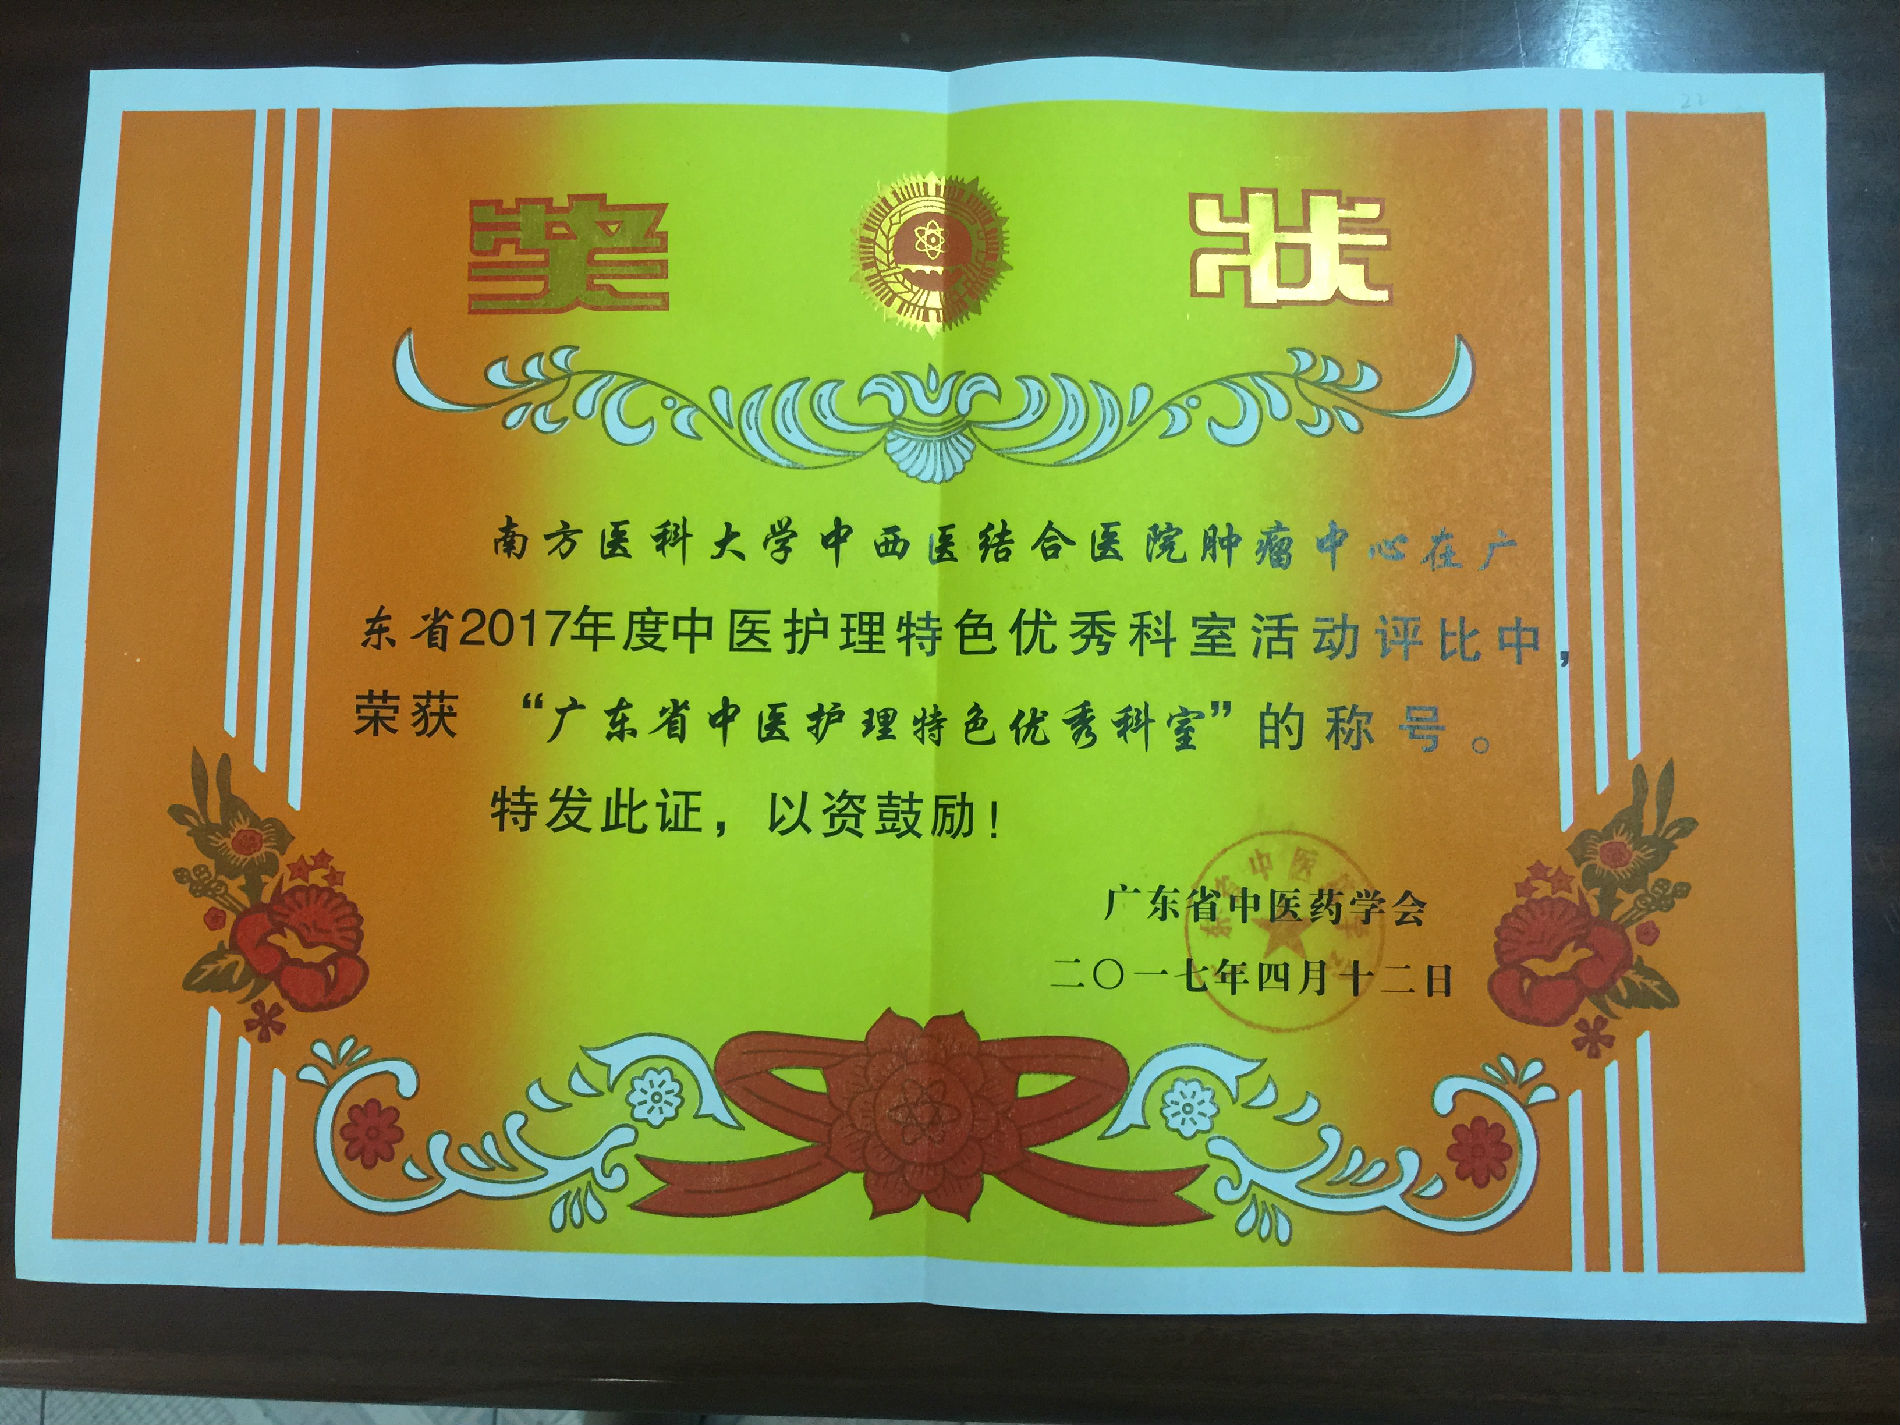 奖 状
南方医科大学中西医结合医院肿瘤中心在广
东省2017年度中医护理特色优秀科室活动评比中，
荣获 “广东省中医护理特色优秀科室”的称号。
特发此证，以资鼓励！
广东省中医药学会
二〇一七年四月十二日
22